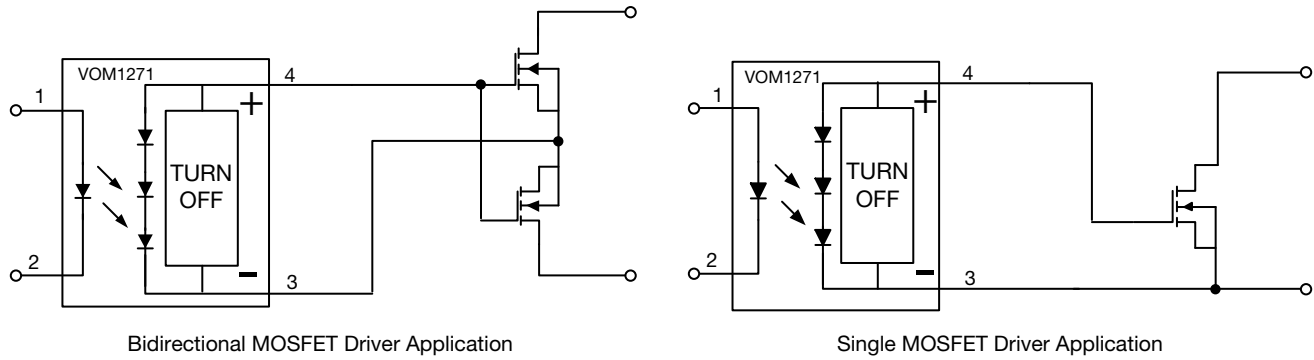 VOM1271
4
1
+
TURN
OFF
2
–
3
Bidirectional MOSFET Driver Application
VOM1271
4
1
+
TURN
OFF
2
–
3
Single MOSFET Driver Application